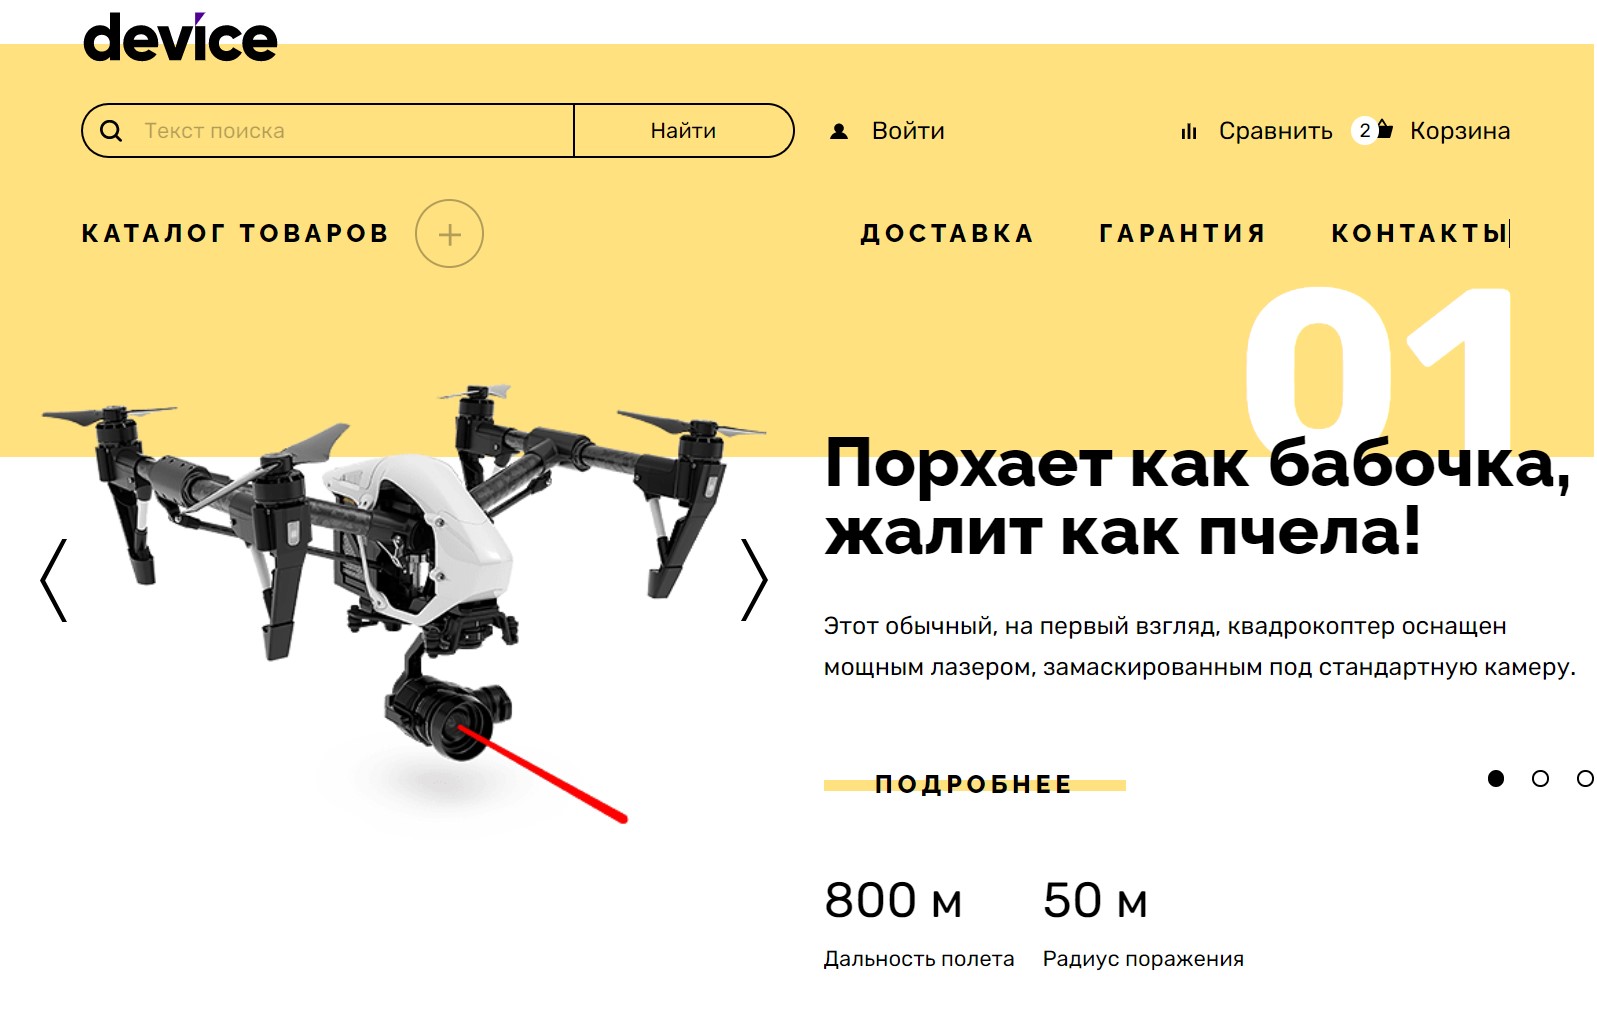 device
Текст поиска
Найти
Войти
Сравнить
2
Корзина
КАТАЛОГ ТОВАРОВ
ДОСТАВКА
ГАРАНТИЯ
КОНТАКТЫ
01
Порхает как бабочка,
жалит как пчела!
Этот обычный, на первый взгляд, квадрокоптер оснащен
мощным лазером, замаскированным под стандартную камеру.
ПОДРОБНЕЕ
800 м
50 м
Дальность полета
Радиус поражения